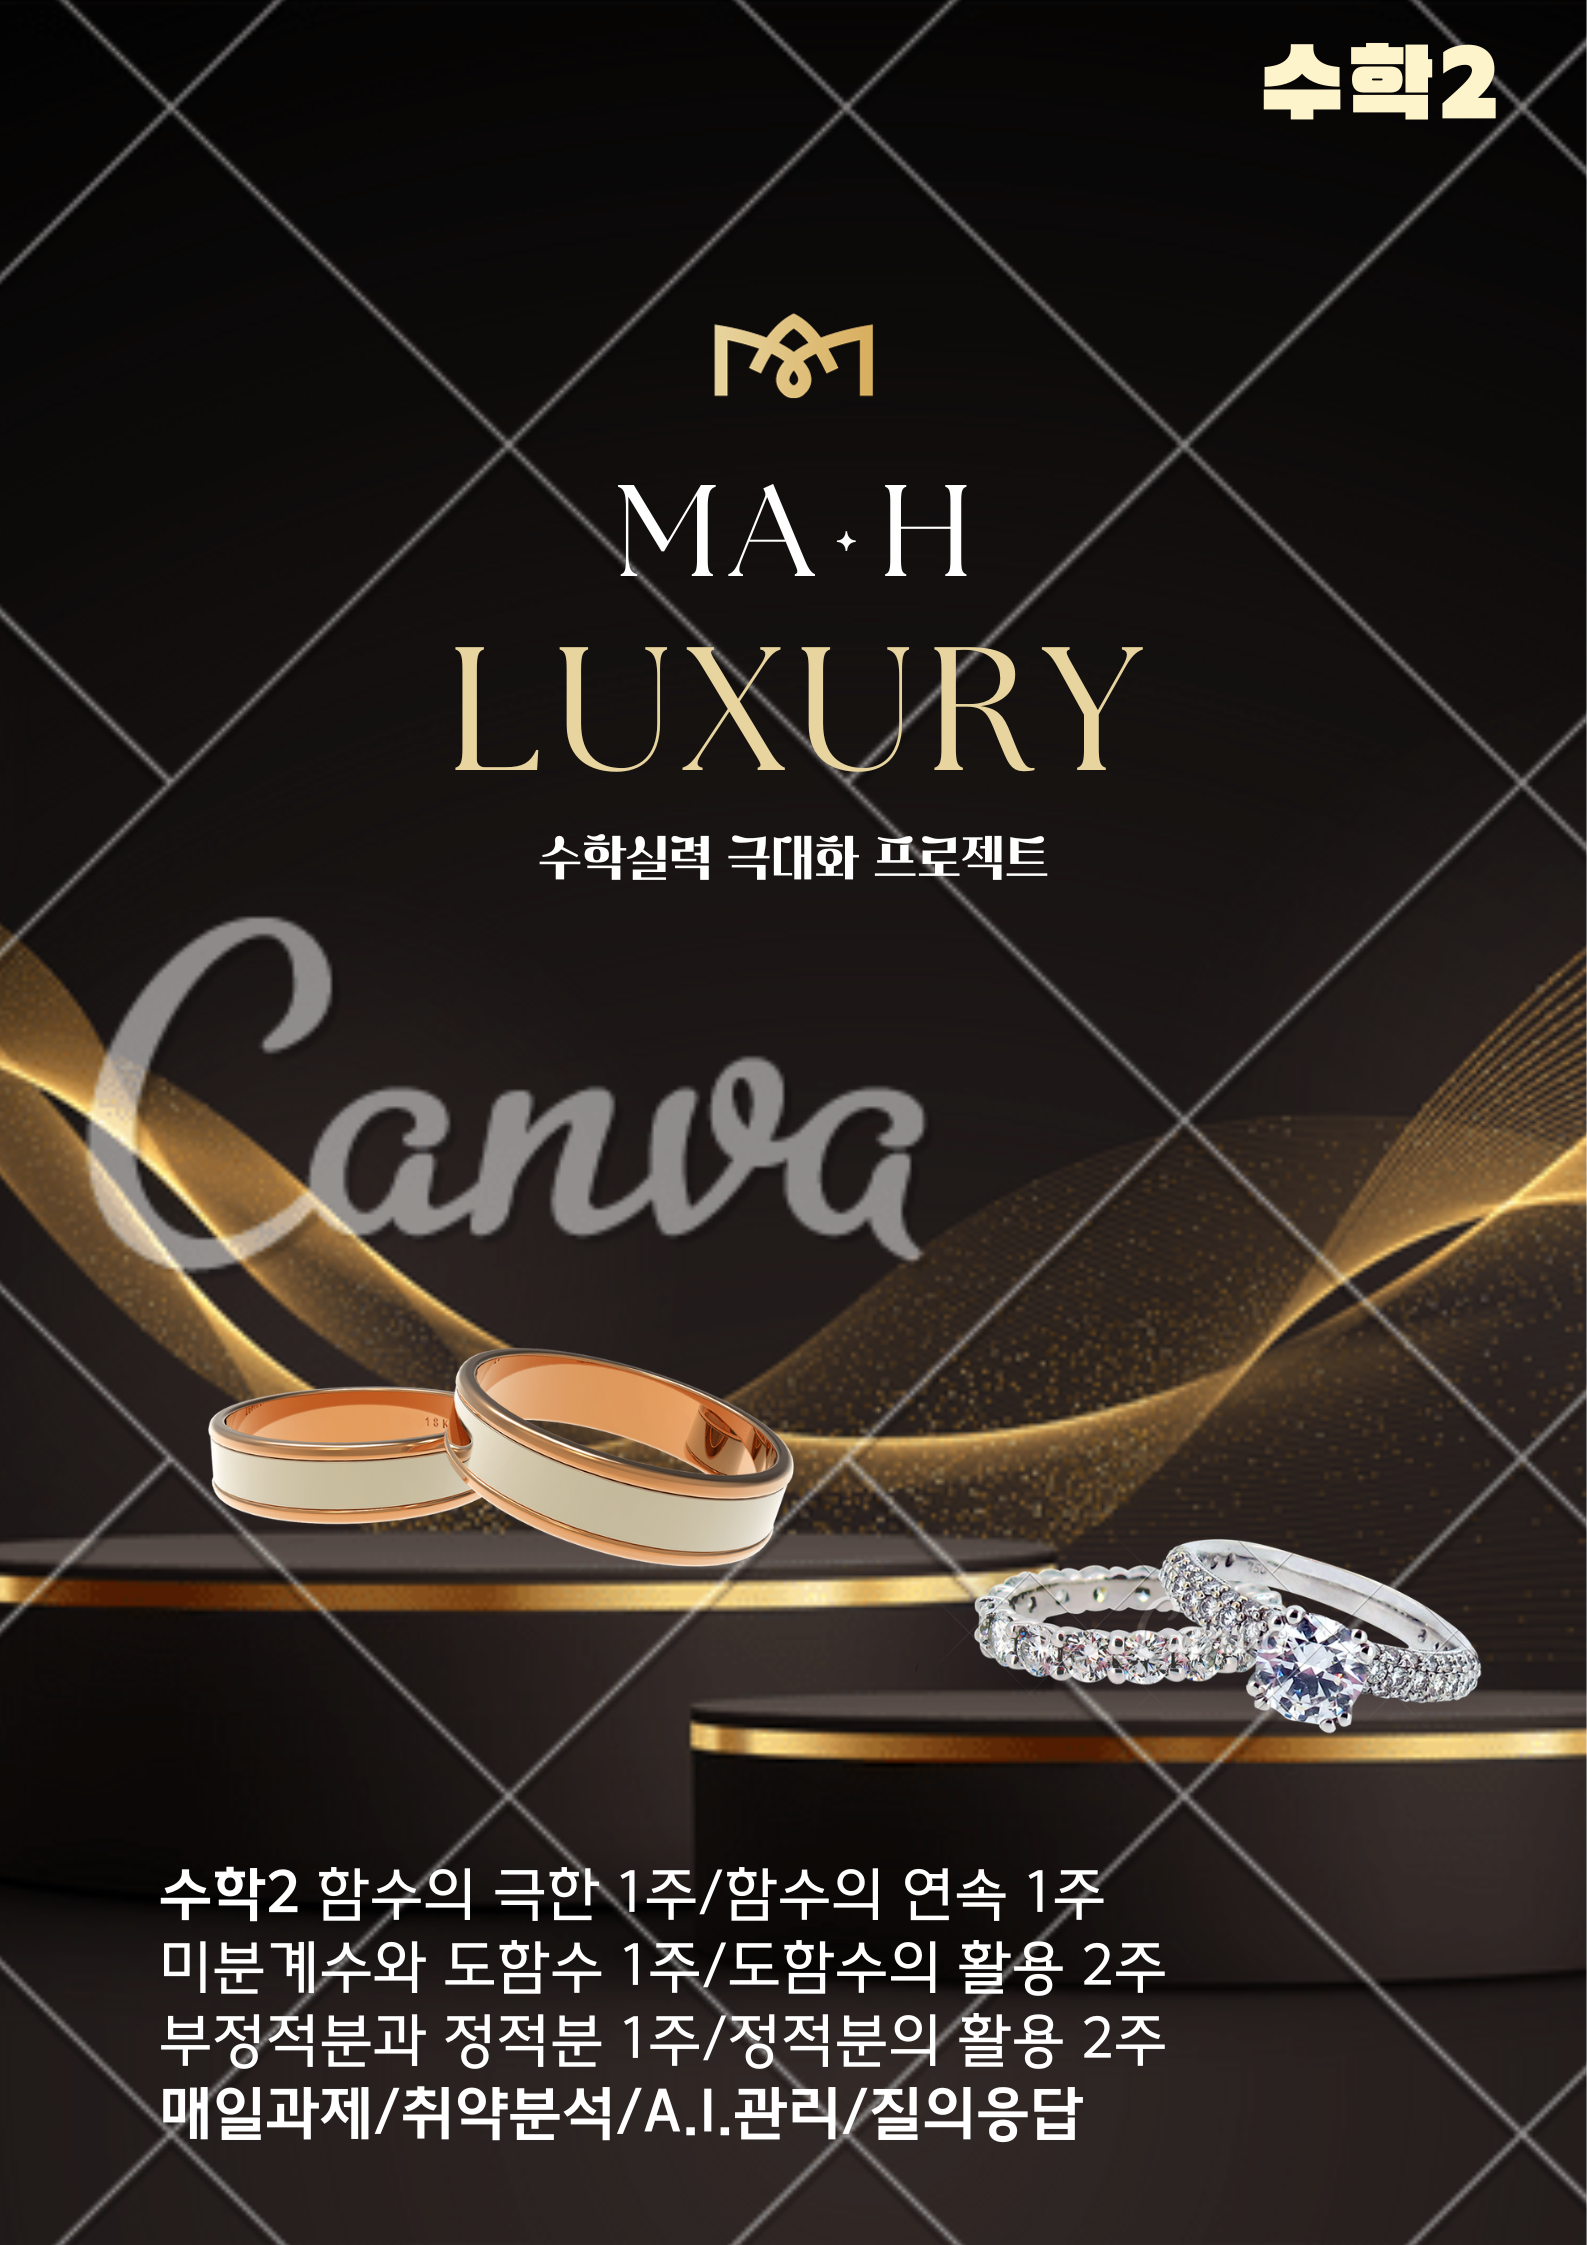 수학2
MA·H
LUXURY
수학실력 극대화 프로젝트
Canva
18K
750
수학2 함수의 극한 1주/함수의 연속 1주
미분계수와 도함수 1주/도함수의 활용 2주
부정적분과 정적분 1주/정적분의 활용 2주
매일과제/취약분석/A.I.관리/질의응답